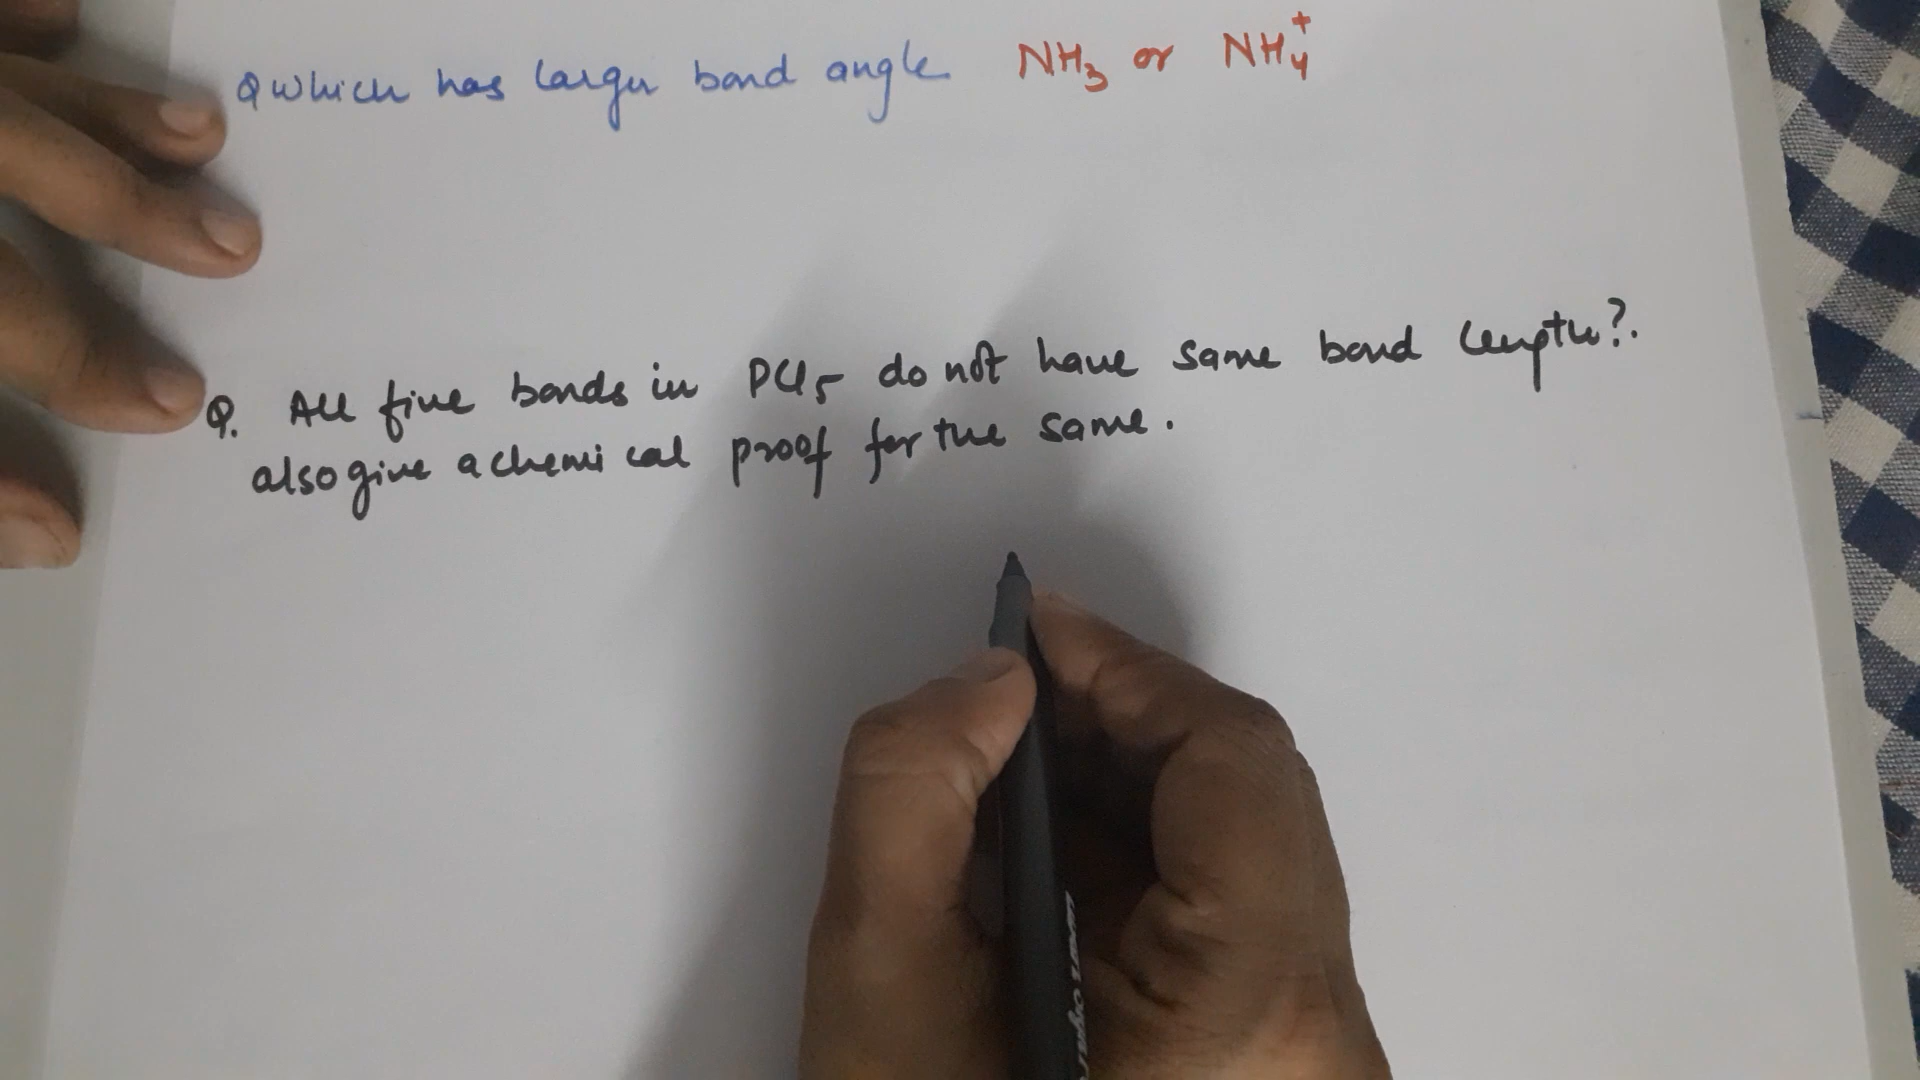 Q Which has larger bond angle NH₃ or NH₄⁺
Q. All five bonds in PCl₅ do not have same bond length?.
also give a chemical proof for the same.